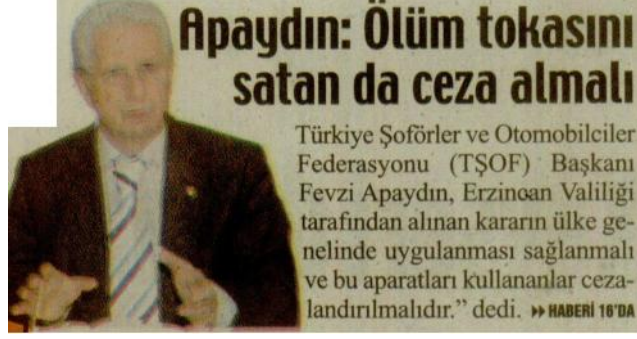 Apaydın: Ölüm tokasını
satan da ceza almalı
Türkiye Şoförler ve Otomobilciler
Federasyonu (TŞOF) Başkanı
Fevzi Apaydın, Erzincan Valiliği
tarafından alınan kararın ülke ge-
nelinde uygulanması sağlanmalı
ve bu aparatları kullananlar ceza-
landırılmalıdır.” dedi. ▸▸ HABERİ 16'DA